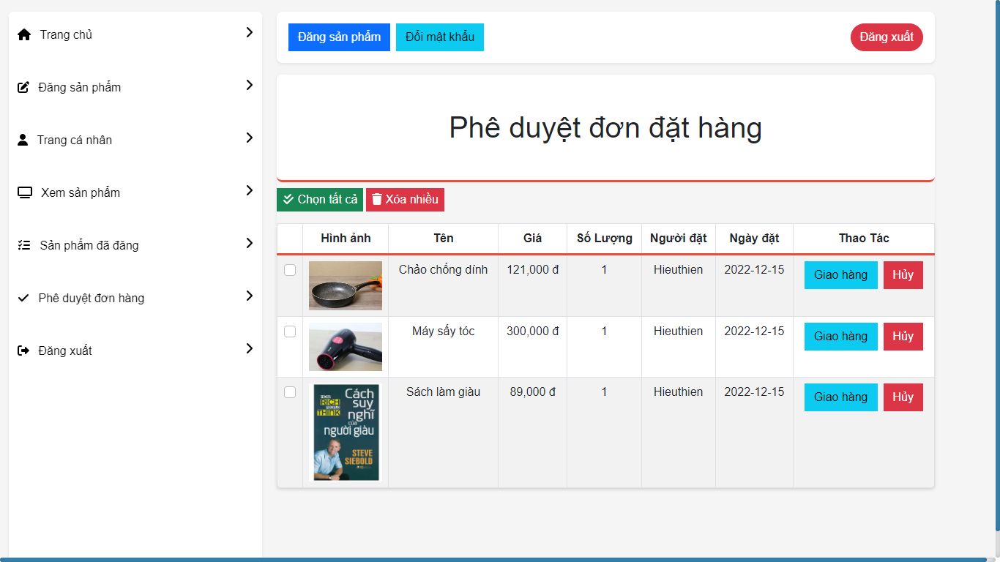 Trang chủ
Đăng sản phẩm
Trang cá nhân
Xem sản phẩm
Sản phẩm đã đăng
Phê duyệt đơn hàng
Đăng xuất
Đăng sản phẩm Đổi mật khẩu Đăng xuất
Phê duyệt đơn đặt hàng
Chọn tất cả Xóa nhiều
Hình ảnh Tên Giá Số Lượng Người đặt Ngày đặt Thao Tác
Chảo chống dính 121,000 đ 1 Hieuthien 2022-12-15 Giao hàng Hủy
Máy sấy tóc 300,000 đ 1 Hieuthien 2022-12-15 Giao hàng Hủy
Sách làm giàu 89,000 đ 1 Hieuthien 2022-12-15 Giao hàng Hủy
Cách
suy
nghĩ
của
người giàu
RICH
THINK
STEVE
SIEBOLD